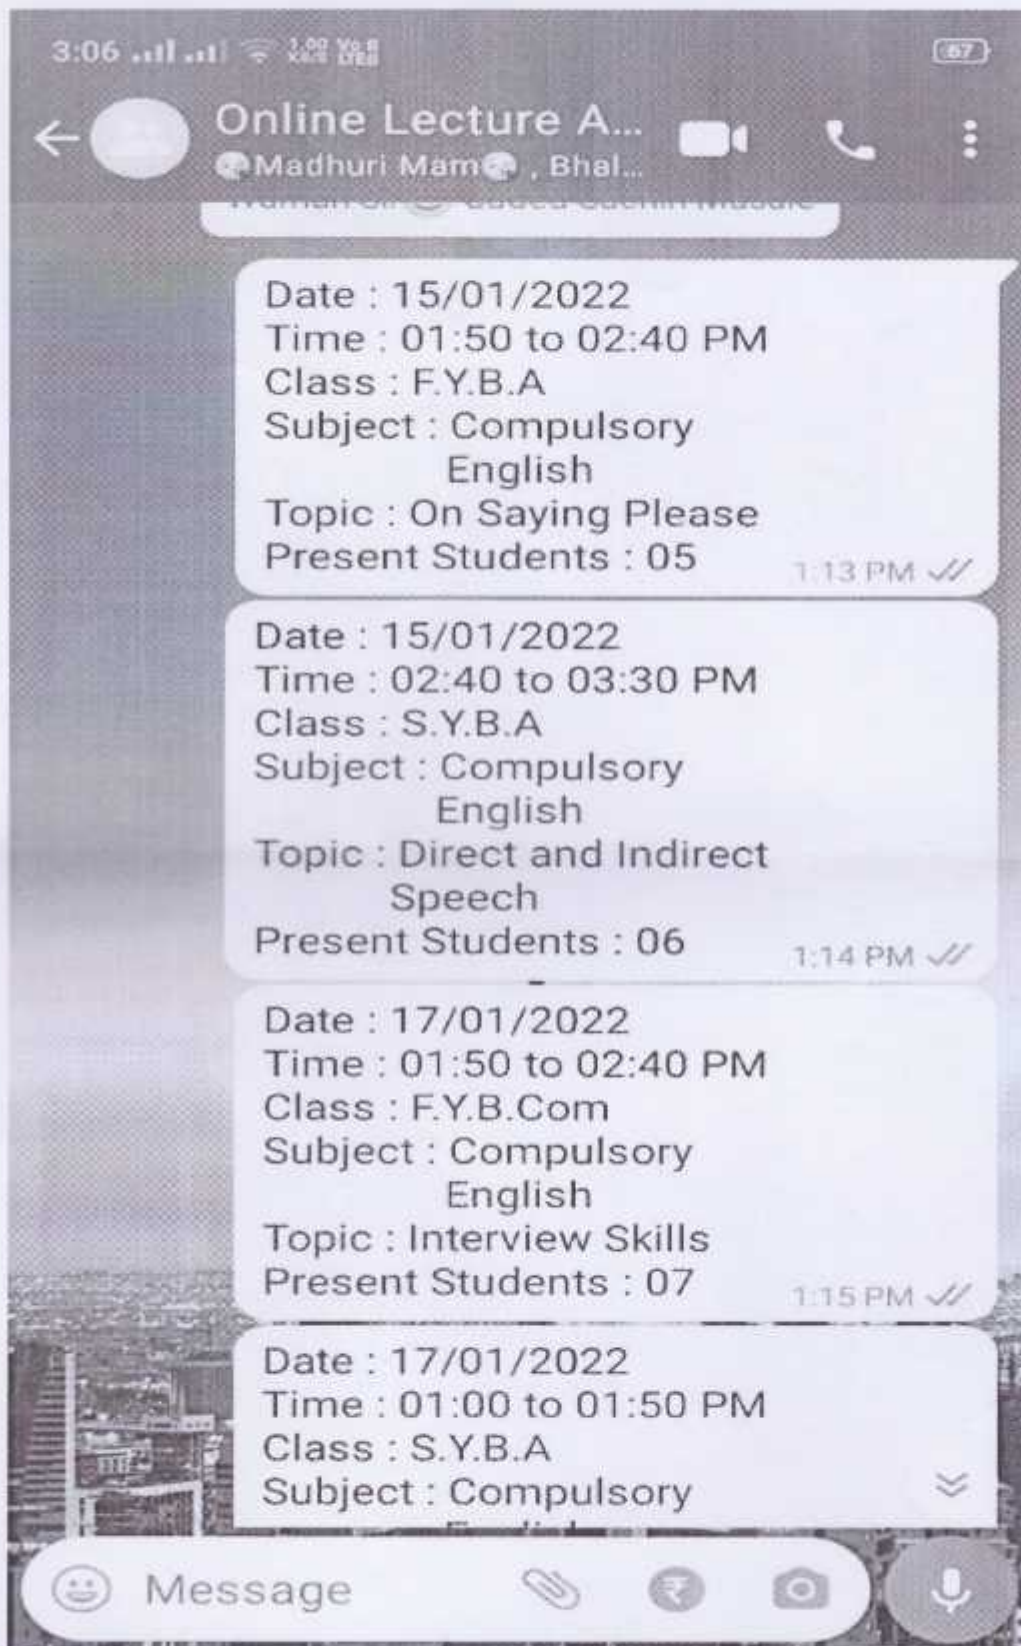 3:06
67
Online Lecture A...
Madhuri Mam , Bhal...
Date : 15/01/2022
Time : 01:50 to 02:40 PM
Class : F.Y.B.A
Subject : Compulsory
English
Topic : On Saying Please
Present Students : 05
1:13 PM
Date : 15/01/2022
Time : 02:40 to 03:30 PM
Class : S.Y.B.A
Subject : Compulsory
English
Topic : Direct and Indirect
Speech
Present Students : 06
1:14 PM
Date : 17/01/2022
Time : 01:50 to 02:40 PM
Class : F.Y.B.Com
Subject : Compulsory
English
Topic : Interview Skills
Present Students : 07
1:15 PM
Date : 17/01/2022
Time : 01:00 to 01:50 PM
Class : S.Y.B.A
Subject : Compulsory
Message